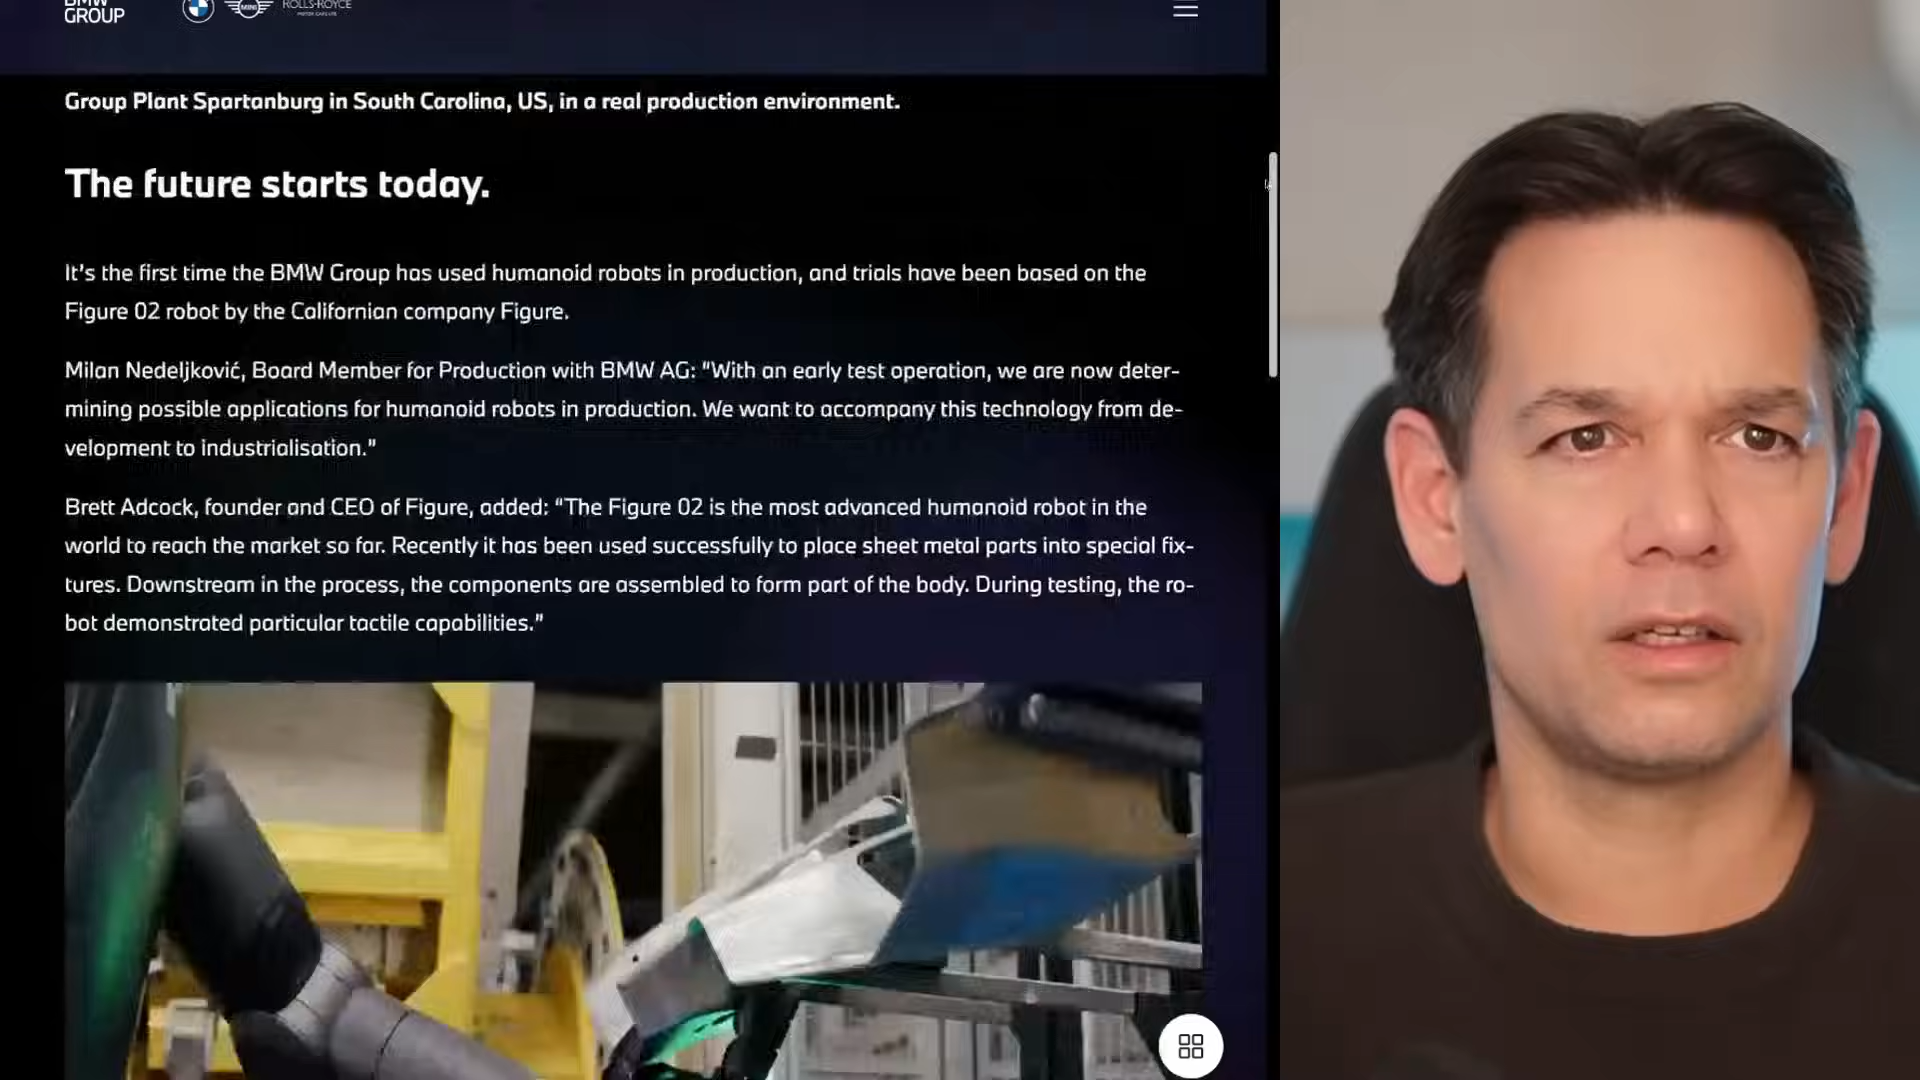 BMW
GROUP
MINI
ROLLS-ROYCE
MOTOR CARS LTD
Group Plant Spartanburg in South Carolina, US, in a real production environment.
The future starts today.
It's the first time the BMW Group has used humanoid robots in production, and trials have been based on the
Figure 02 robot by the Californian company Figure.
Milan Nedeljković, Board Member for Production with BMW AG: "With an early test operation, we are now deter-
mining possible applications for humanoid robots in production. We want to accompany this technology from de-
velopment to industrialisation."
Brett Adcock, founder and CEO of Figure, added: "The Figure 02 is the most advanced humanoid robot in the
world to reach the market so far. Recently it has been used successfully to place sheet metal parts into special fix-
tures. Downstream in the process, the components are assembled to form part of the body. During testing, the ro-
bot demonstrated particular tactile capabilities."